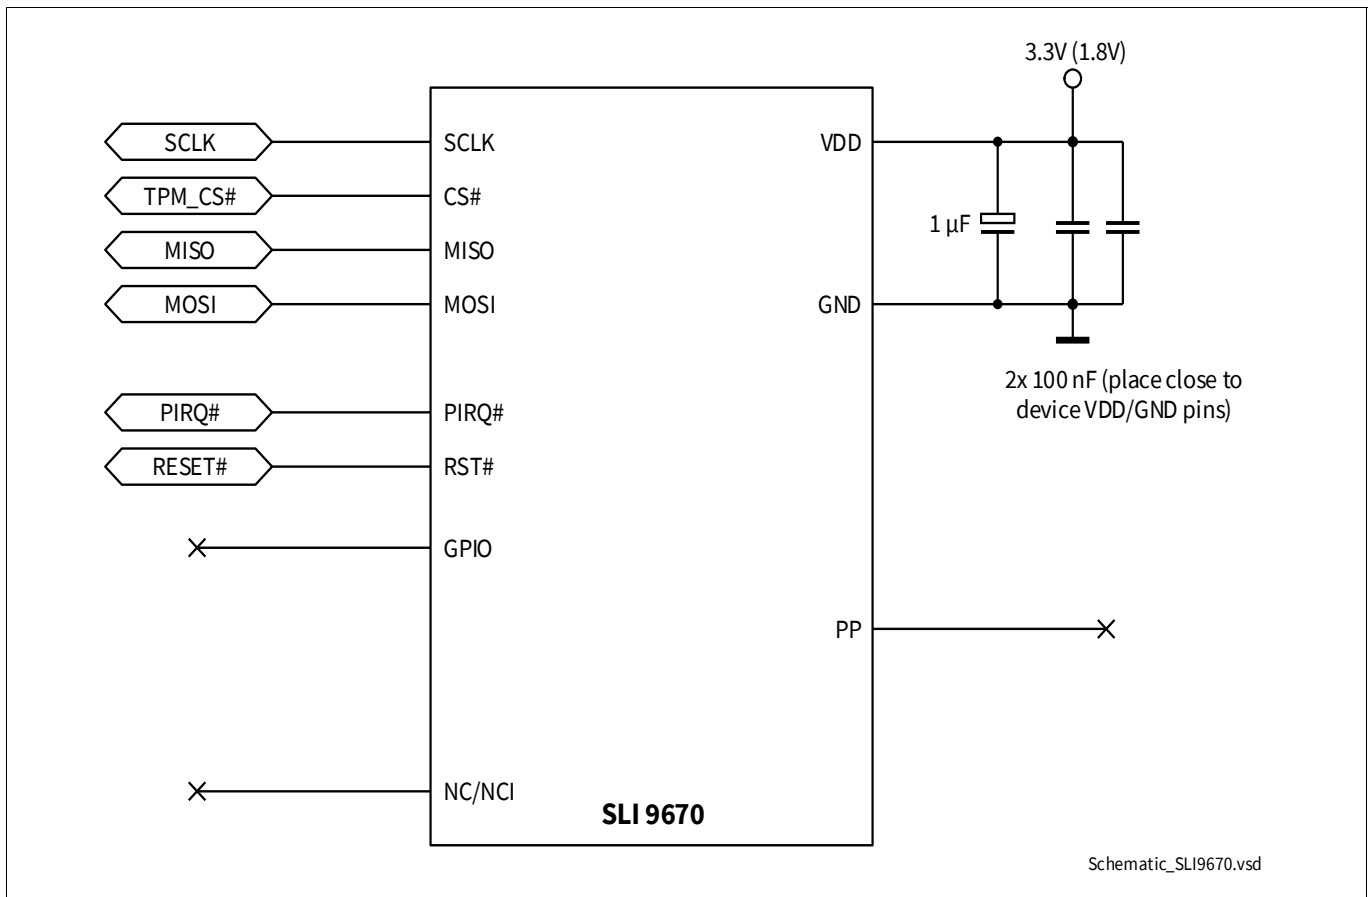 3.3V (1.8V)
SCLK
SCLK
VDD
TPM_CS#
CS#
MISO
MISO
1 µF
MOSI
MOSI
GND
2x 100 nF (place close to
device VDD/GND pins)
PIRQ#
PIRQ#
RESET#
RST#
GPIO
PP
NC/NCI
SLI 9670
Schematic_SLI9670.vsd